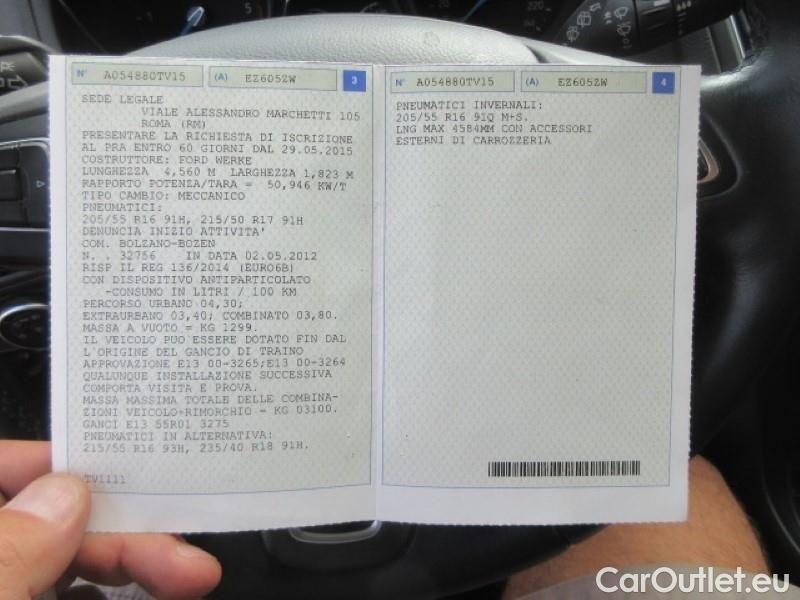 N° A054880TV15 (A) EZ605ZW 3
SEDE LEGALE
VIALE ALESSANDRO MARCHETTI 105
ROMA (RM)
PRESENTARE LA RICHIESTA DI ISCRIZIONE
AL PRA ENTRO 60 GIORNI DAL 29.05.2015
COSTRUTTORE: FORD WERKE
LUNGHEZZA 4,560 M LARGHEZZA 1,823 M
RAPPORTO POTENZA/TARA = 50,946 KW/T
TIPO CAMBIO: MECCANICO
PNEUMATICI:
205/55 R16 91H, 215/50 R17 91H
DENUNCIA INIZIO ATTIVITA'
COM. BOLZANO-BOZEN
N. . 32756 IN DATA 02.05.2012
RISP IL REG 136/2014 (EURO6B)
CON DISPOSITIVO ANTIPARTICOLATO
-CONSUMO IN LITRI / 100 KM
PERCORSO URBANO 04,30;
EXTRAURBANO 03,40; COMBINATO 03,80.
MASSA A VUOTO = KG 1299.
IL VEICOLO PUO'ESSERE DOTATO FIN DAL
L'ORIGINE DEL GANCIO DI TRAINO
APPROVAZIONE E13 00-3265;E13 00-3264
QUALUNQUE INSTALLAZIONE SUCCESSIVA
COMPORTA VISITA E PROVA.
MASSA MASSIMA TOTALE DELLE COMBINA-
ZIONI VEICOLO+RIMORCHIO = KG 03100.
GANCI E13 55R01 3275
PNEUMATICI IN ALTERNATIVA:
215/55 R16 93H, 235/40 R18 91H.
TV1111
N° A054880TV15 (A) EZ605ZW 4
PNEUMATICI INVERNALI:
205/55 R16 91Q M+S.
LNG MAX 4584MM CON ACCESSORI
ESTERNI DI CARROZZERIA
CarOutlet.eu